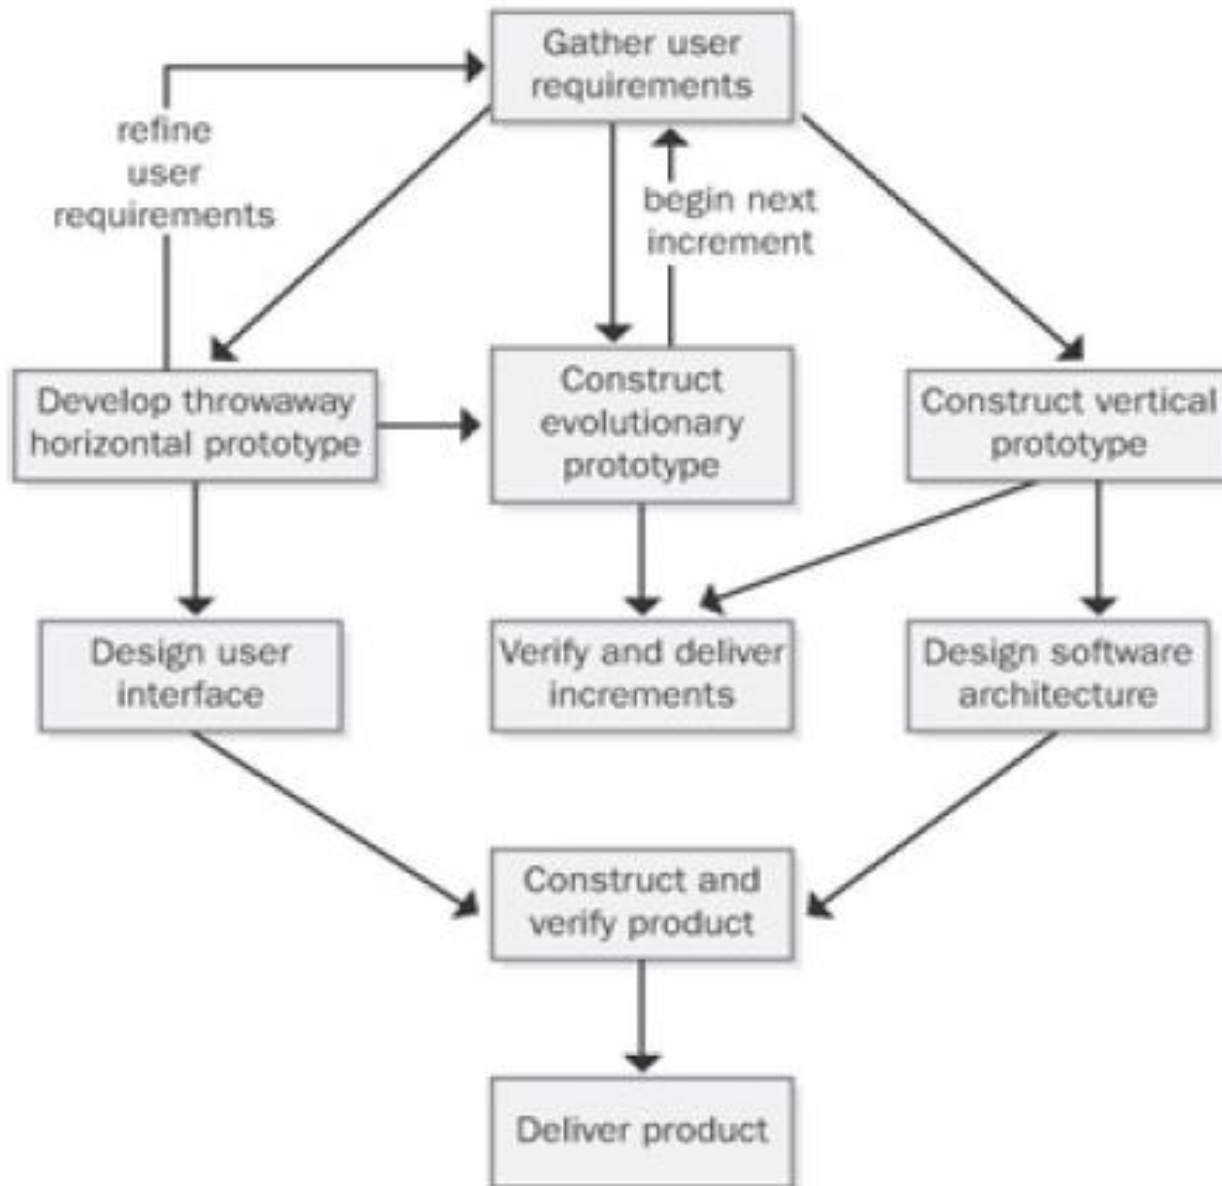 Gather user
requirements
refine
user
requirements
begin next
increment
Develop throwaway
horizontal prototype
Construct
evolutionary
prototype
Construct vertical
prototype
Design user
interface
Verify and deliver
increments
Design software
architecture
Construct and
verify product
Deliver product